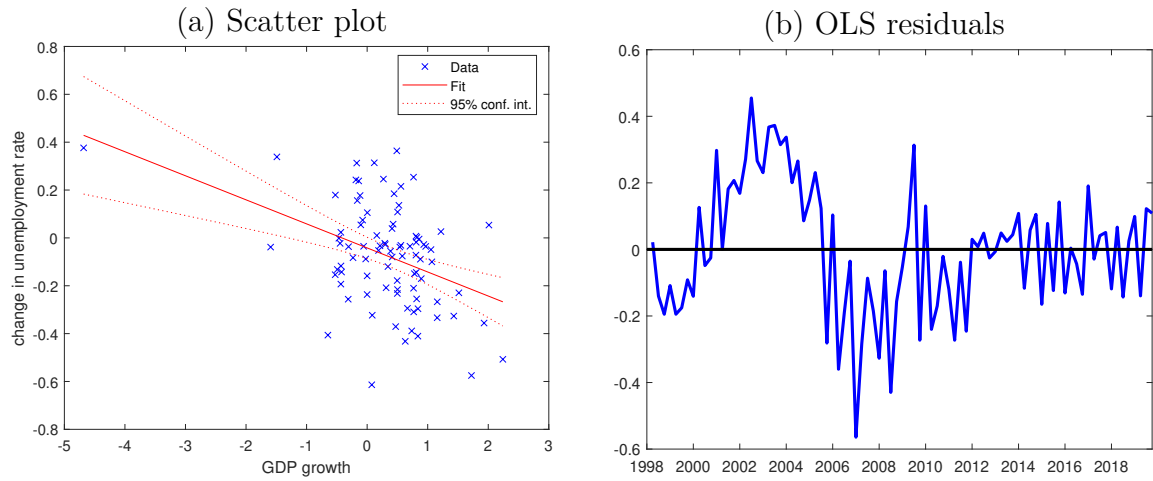 (a) Scatter plot
0.8
0.6
0.4
0.2
0
-0.2
-0.4
-0.6
-0.8
change in unemployment rate
Data
Fit
95% conf. int.
-5 -4 -3 -2 -1 0 1 2 3
GDP growth
(b) OLS residuals
0.6
0.4
0.2
0
-0.2
-0.4
-0.6
1998 2000 2002 2004 2006 2008 2010 2012 2014 2016 2018